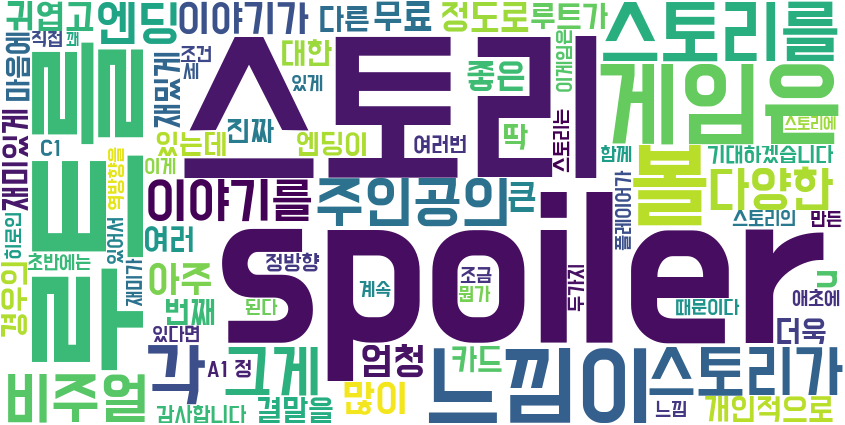 귀엽고
엔딩
이야기가
다른
무료
정도로
루트가
스토리를
직접
꽤
마음에
조건
세
대한
있게
좋은
이게임은
게임은
루트를
스토리
재밌게
진짜
C1
재미있게
역방향을
있는데
이게
엔딩이
여러번
딱
스토리는
함께
기대하겠습니다
스토리에
이야기를
주인공의
큰
볼
다양한
플레이어가
스토리의
만든
히로인
있어서
여러
spoiler
초반에는
재미가
아주
정방향
계속
조금
뭔가
두가지
때문이다
애초에
경우의
번째
된다
있다면
더욱
비주얼
각
A1
정
그게
엄청
카드
느낌이
스토리가
감사합니다
결말을
많이
느낌
개인적으로